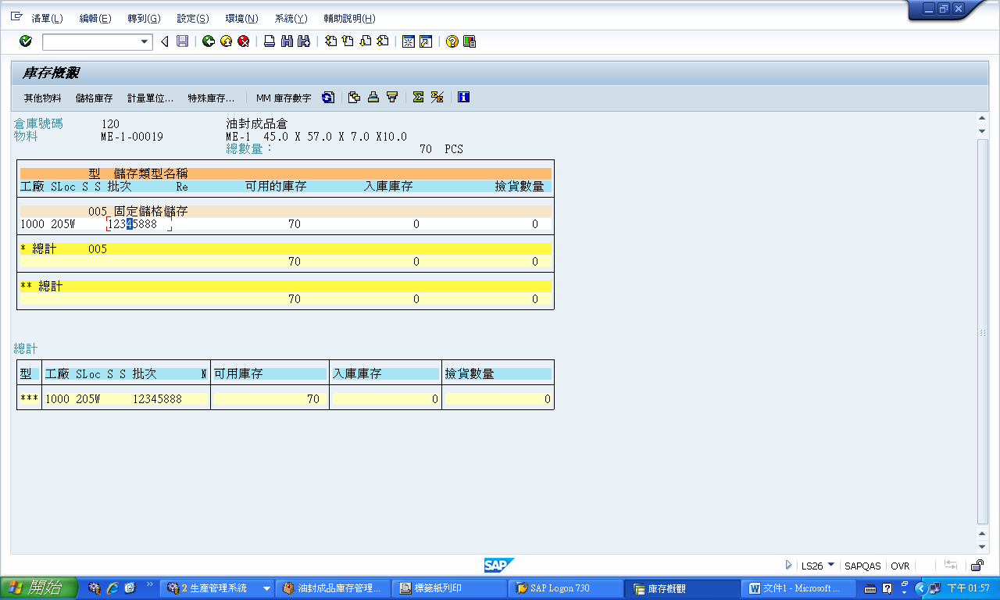 清單(L) 編輯(E) 轉到(G) 設定(S) 環境(N) 系統(Y) 輔助說明(H)
庫存概觀
其他物料 儲格庫存 計量單位... 特殊庫存... MM 庫存數字
倉庫號碼 120 油封成品倉
物料 ME-1-00019 ME-1 45.0 X 57.0 X 7.0 X10.0
總數量： 70 PCS
型 儲存類型名稱
工廠 SLoc S S 批次 Re 可用的庫存 入庫庫存 撿貨數量
005 固定儲格儲存
1000 205W 12345888 70 0 0
* 總計 005
70 0 0
** 總計
70 0 0
總計
型 工廠 SLoc S S 批次 N 可用庫存 入庫庫存 撿貨數量
*** 1000 205W 12345888 70 0 0
SAP
LS26 SAPQAS OVR
開始 2 生產管理系統 油封成品庫存管理... 標籤紙列印 SAP Logon 730 庫存概觀 文件1 - Microsoft ... 下午 01:57